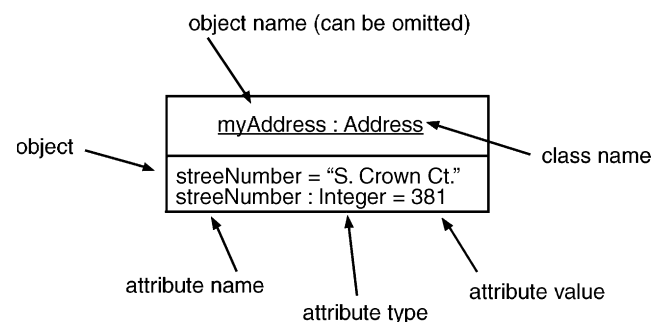 object name (can be omitted)
myAddress : Address
object
class name
streeNumber = “S. Crown Ct.”
streeNumber : Integer = 381
attribute name
attribute value
attribute type